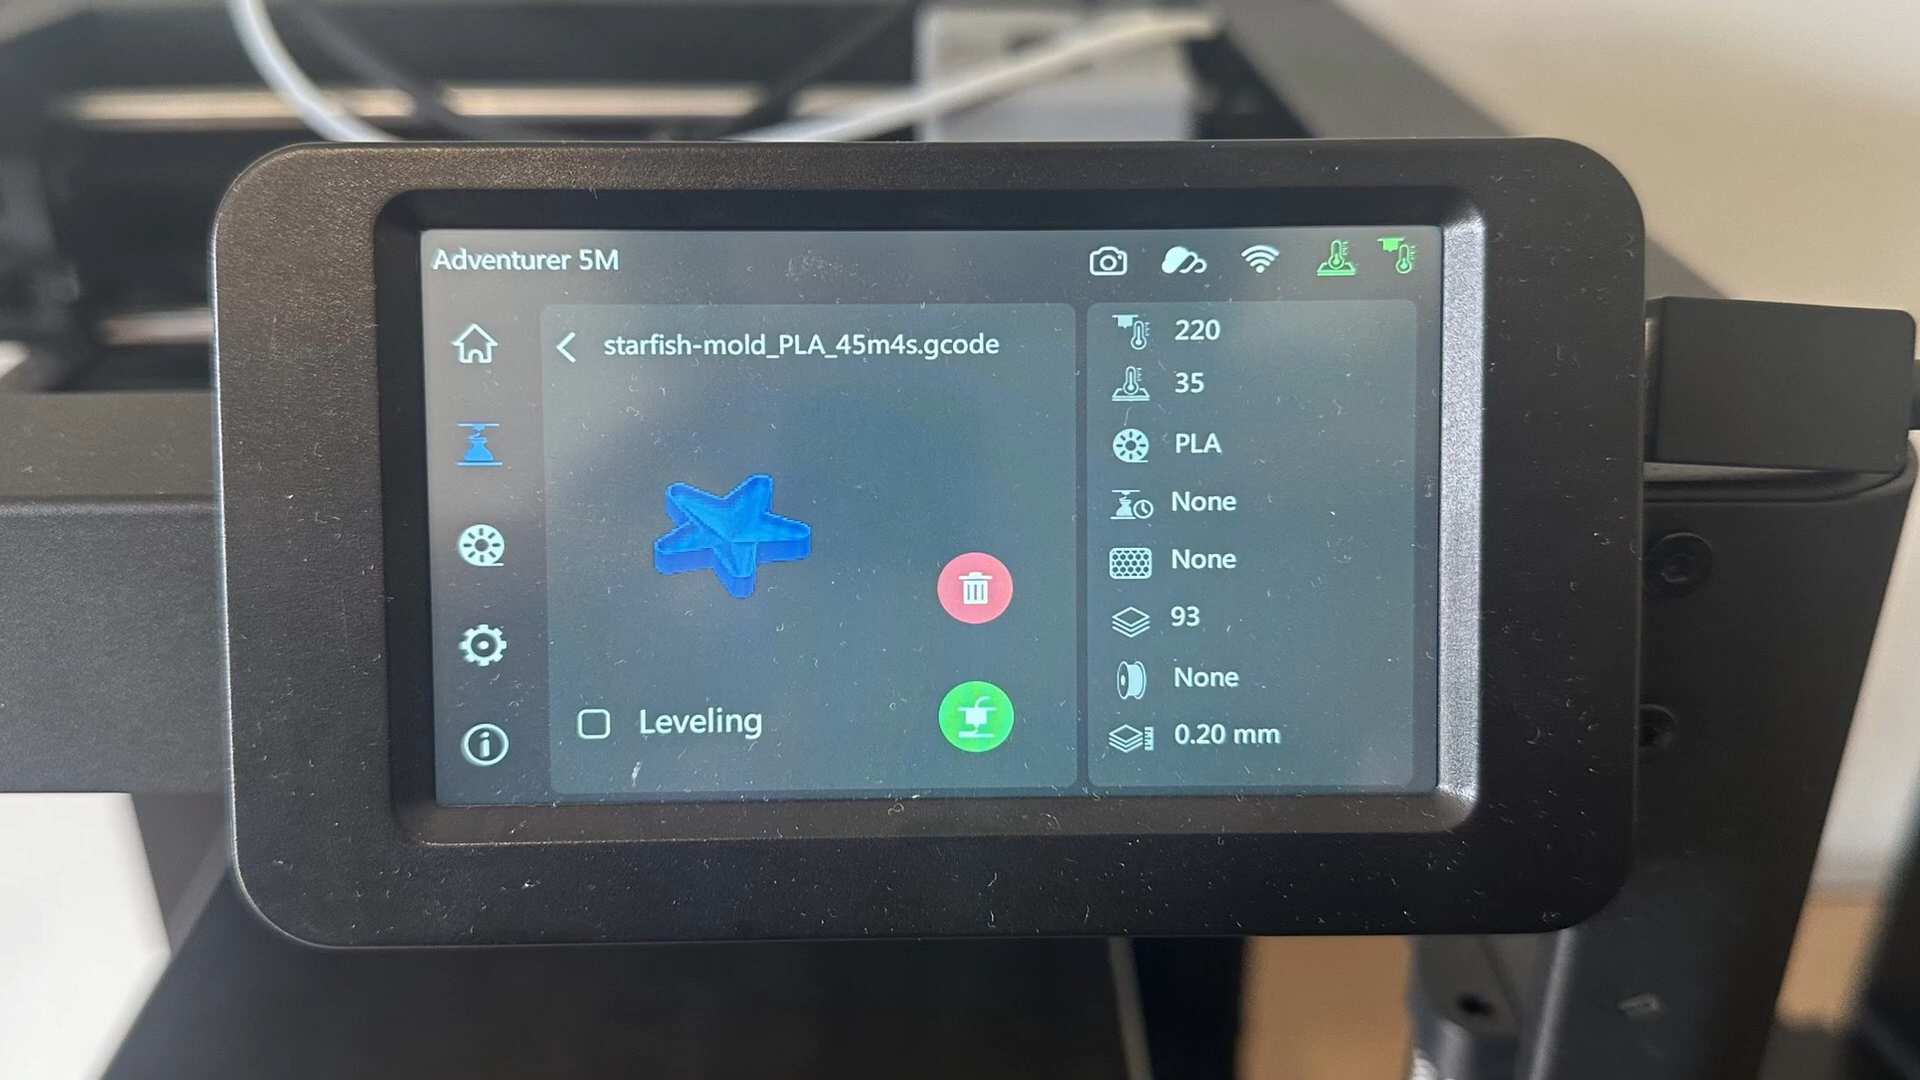 Adventurer 5M
starfish-mold_PLA_45m4s.gcode
Leveling
220
35
PLA
None
None
93
None
0.20 mm